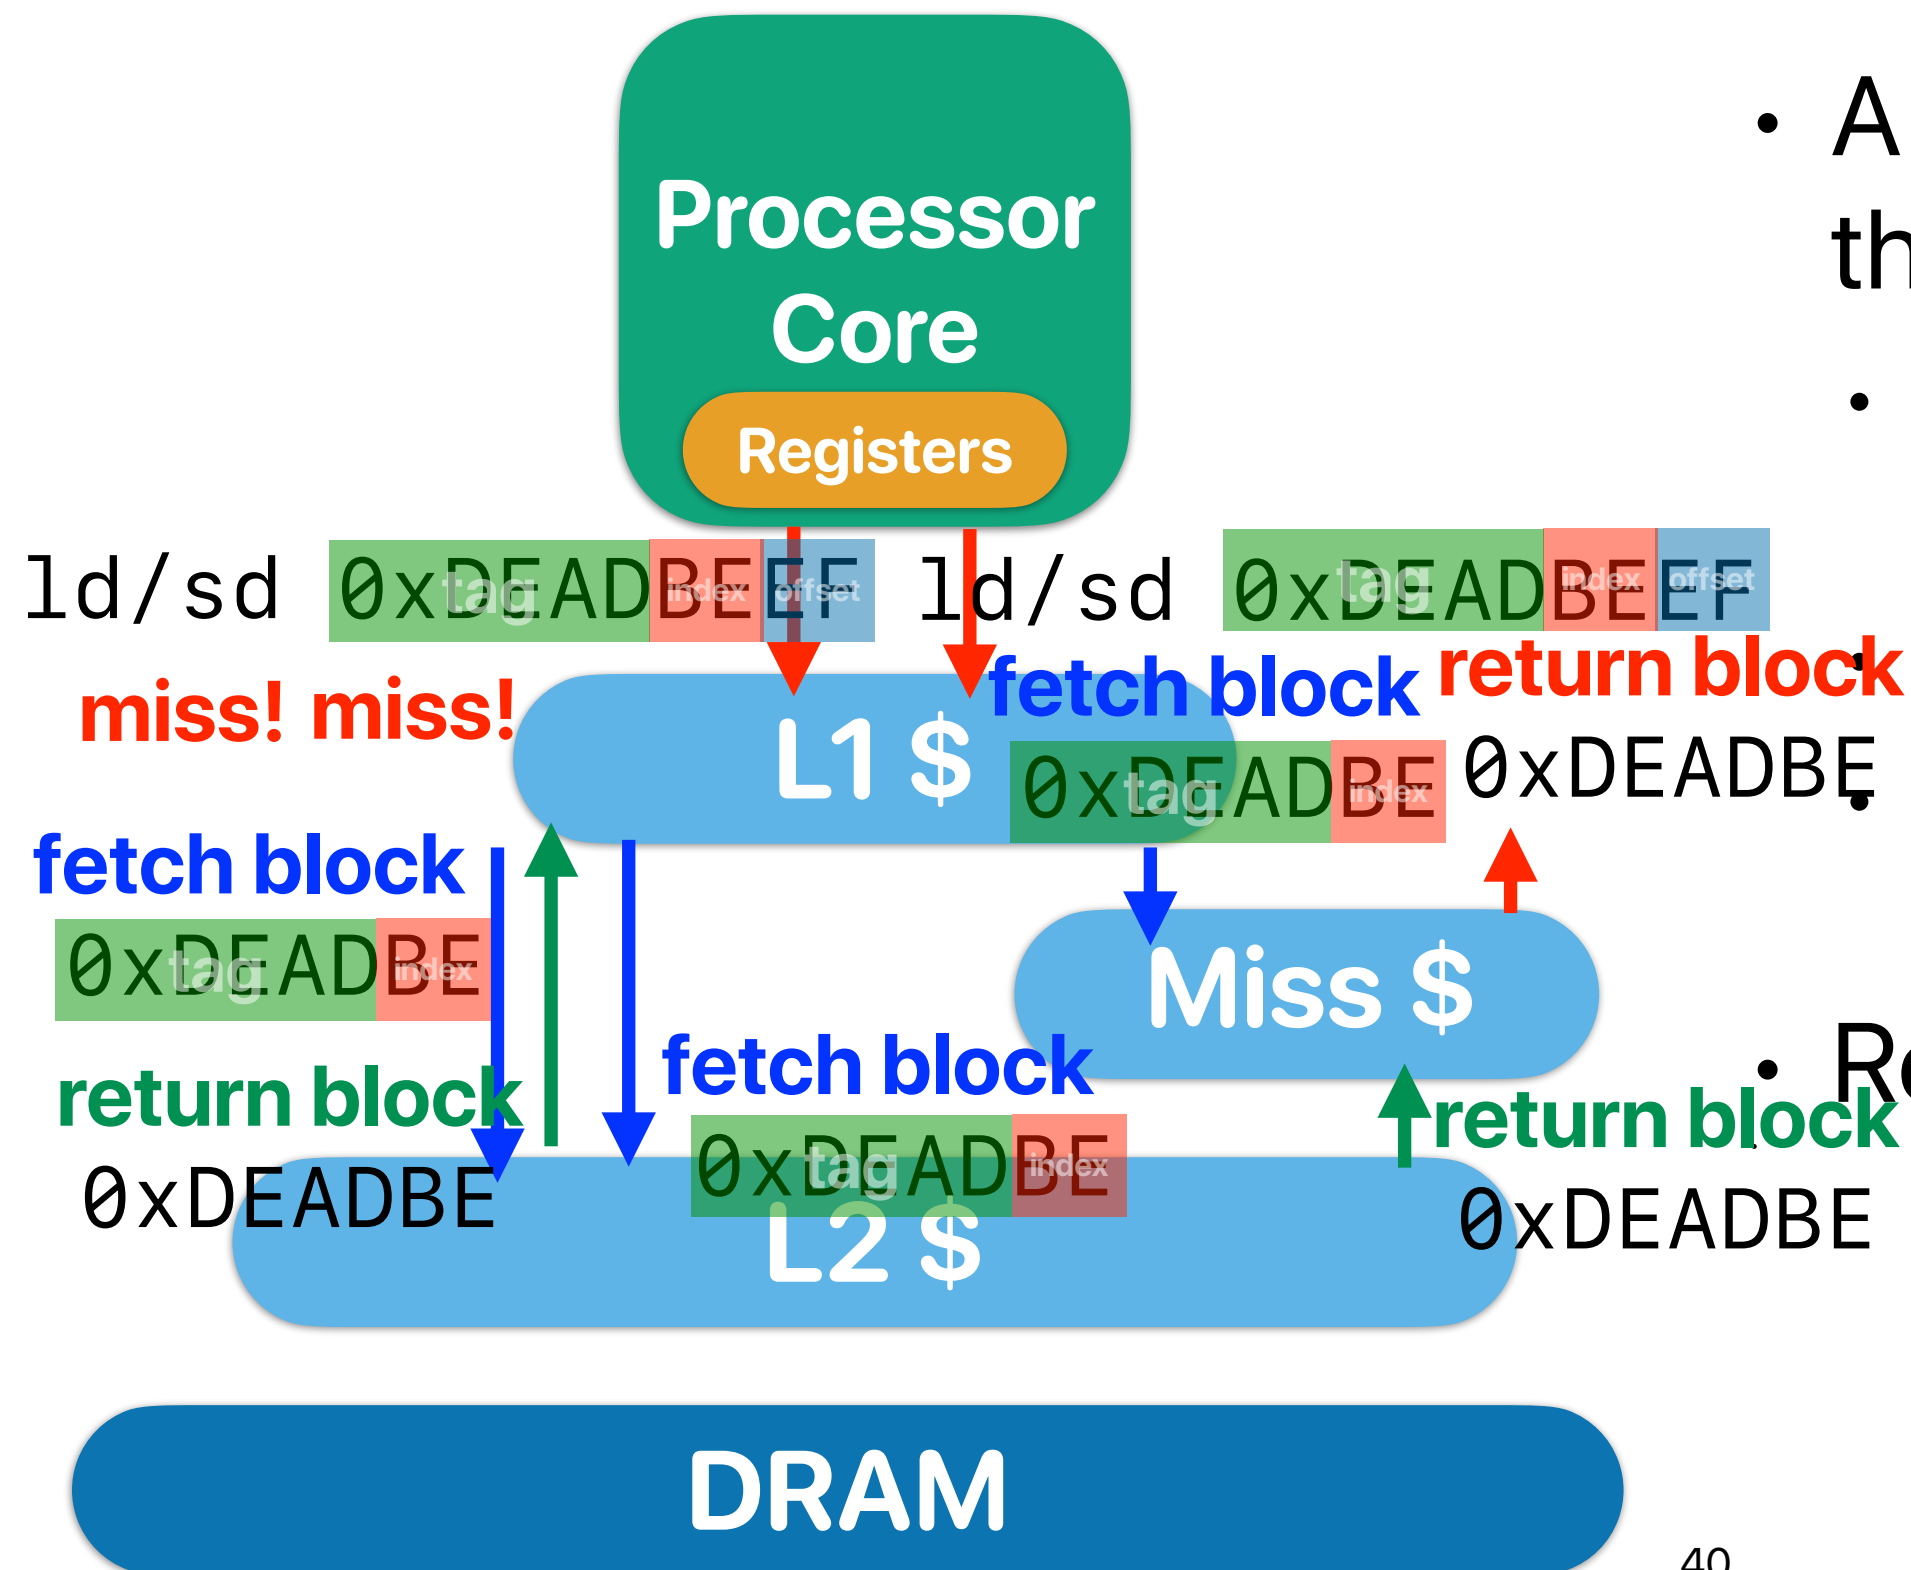 Processor
Core
Registers
• A
th
•
ld/sd 0xDEADBEEF
tag index offset
ld/sd 0xDEADBEEF
tag index offset
miss! miss!
L1 $
fetch block
0xDEADBE
tag index
return block
0xDEADBE
•
•
fetch block
0xDEADBE
tag index
return block
0xDEADBE
Miss $
fetch block
0xDEADBE
tag index
• Re
return block
0xDEADBE
L2 $
DRAM
40